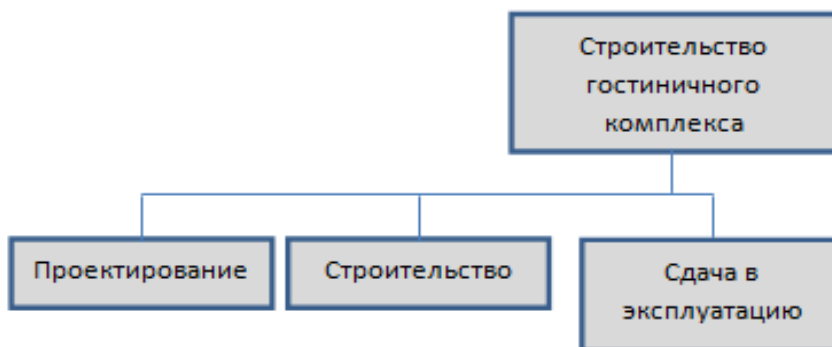 Строительство
гостиничного
комплекса
Проектирование
Строительство
Сдача в
эксплуатацию